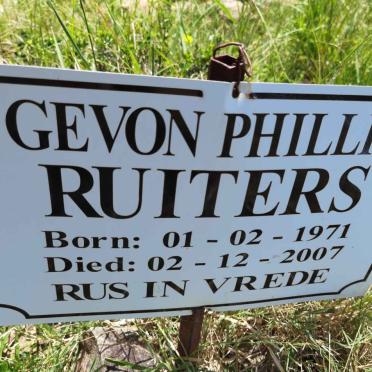 GEVON PHILLI
RUITERS
Born: 01 - 02 - 1971
Died: 02 - 12 - 2007
RUS IN VREDE